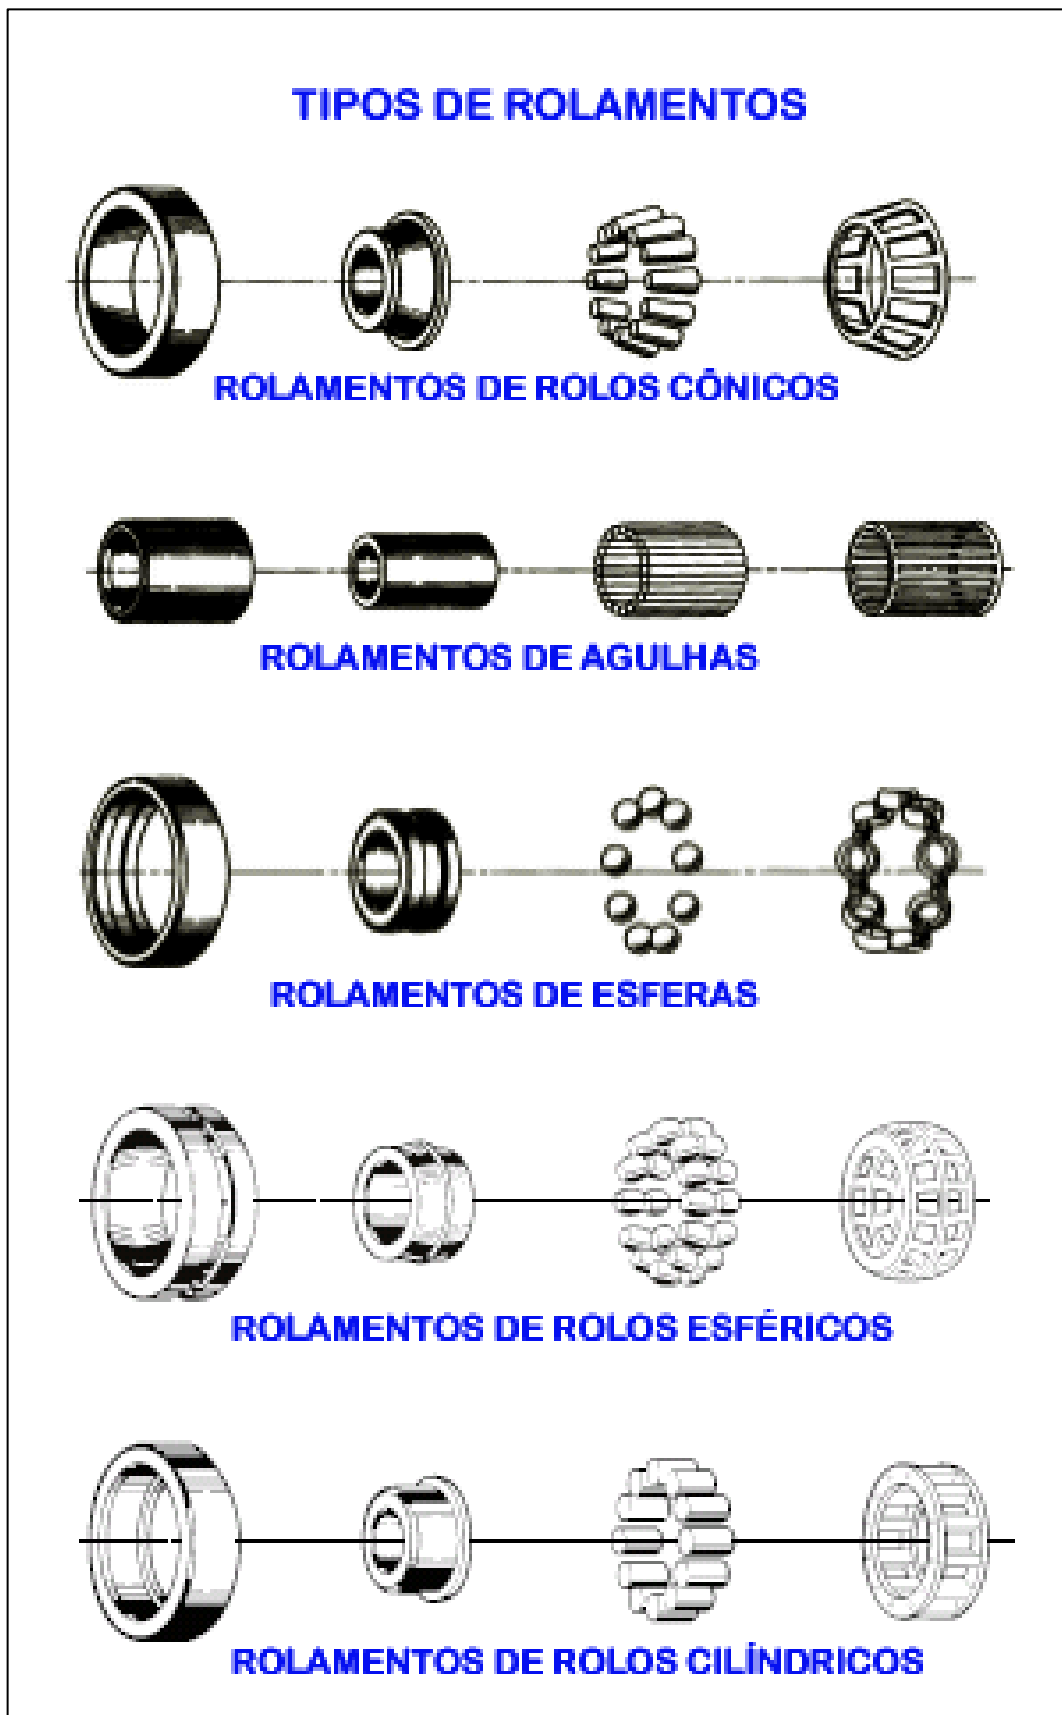 TIPOS DE ROLAMENTOS
ROLAMENTOS DE ROLOS CÔNICOS
ROLAMENTOS DE AGULHAS
ROLAMENTOS DE ESFERAS
ROLAMENTOS DE ROLOS ESFÉRICOS
ROLAMENTOS DE ROLOS CILÍNDRICOS